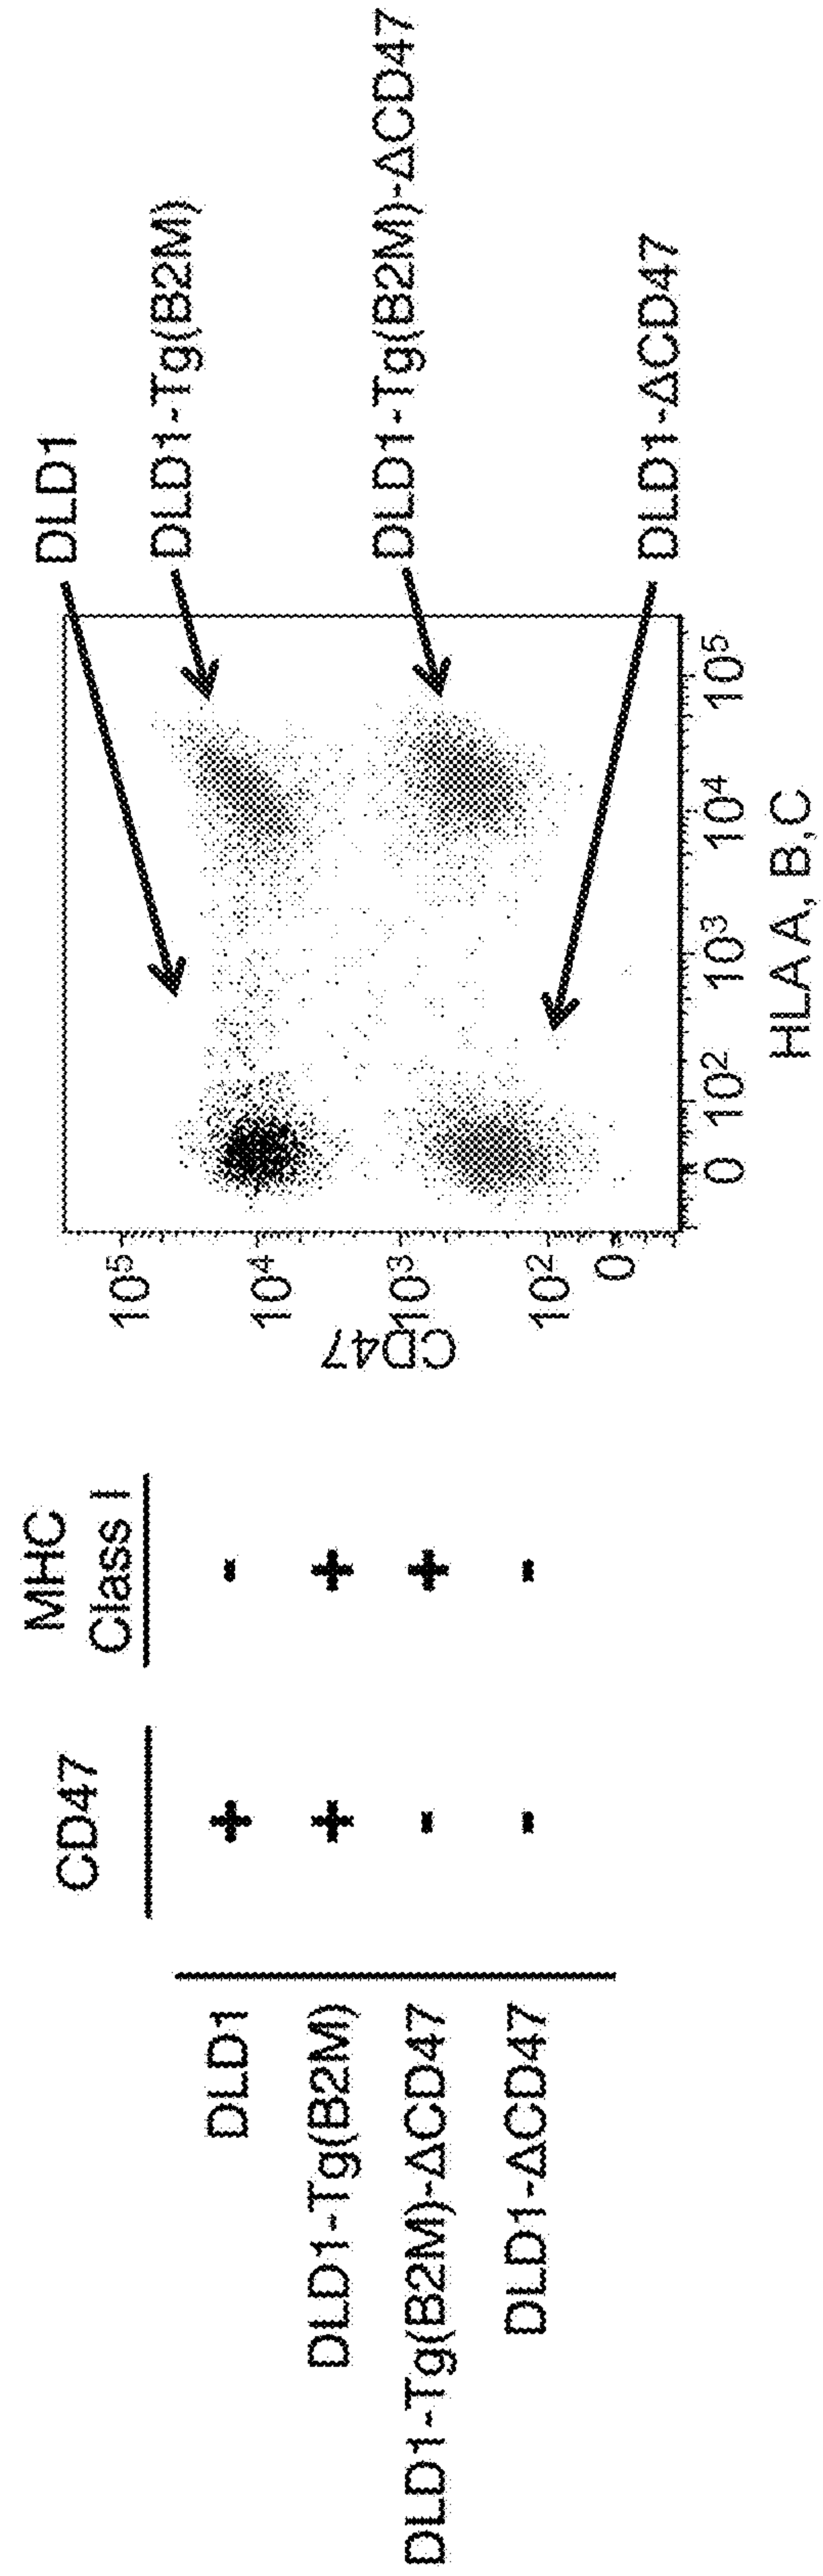 CD47
MHC
Class I
DLD1 + -
DLD1-Tg(B2M) + +
DLD1-Tg(B2M)-ΔCD47 - +
DLD1-ΔCD47 - -
CD47
10⁵
10⁴
10³
10²
0
0 10² 10³ 10⁴ 10⁵
HLA A, B,C
DLD1
DLD1-Tg(B2M)
DLD1-Tg(B2M)-ΔCD47
DLD1-ΔCD47